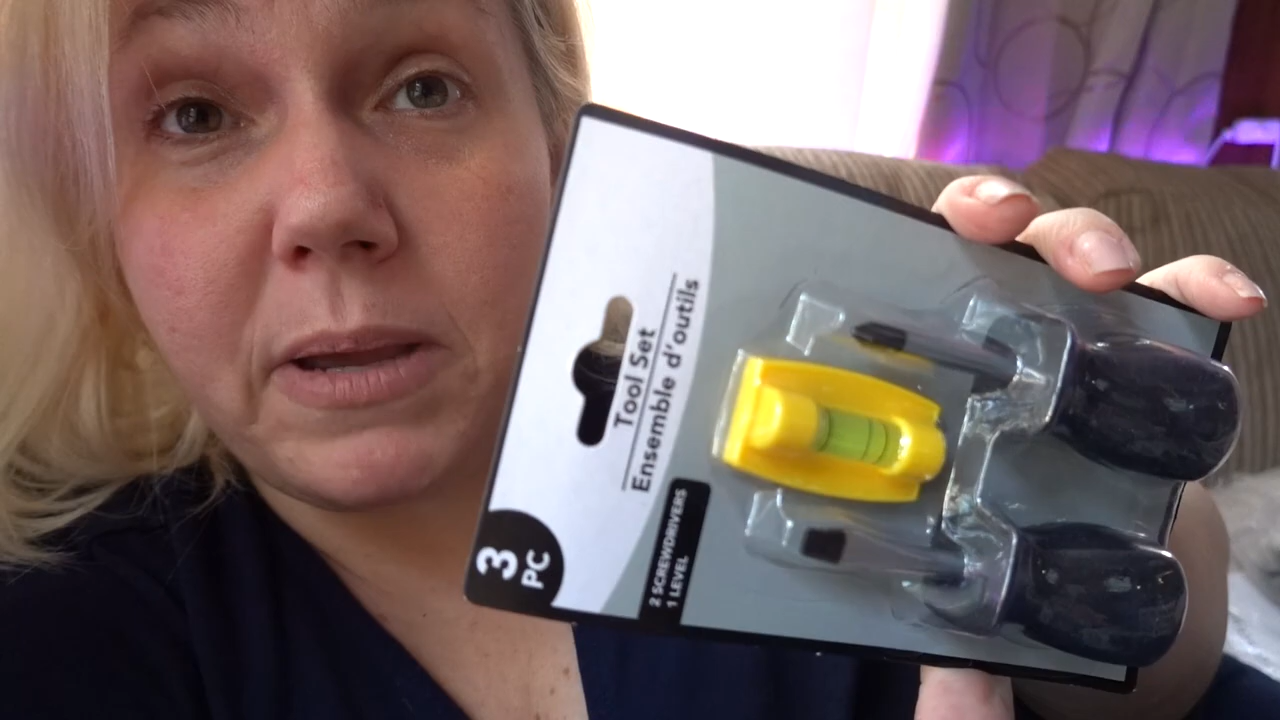 Tool Set
Ensemble d'outils
2 SCREWDRIVERS
1 LEVEL
3
PC